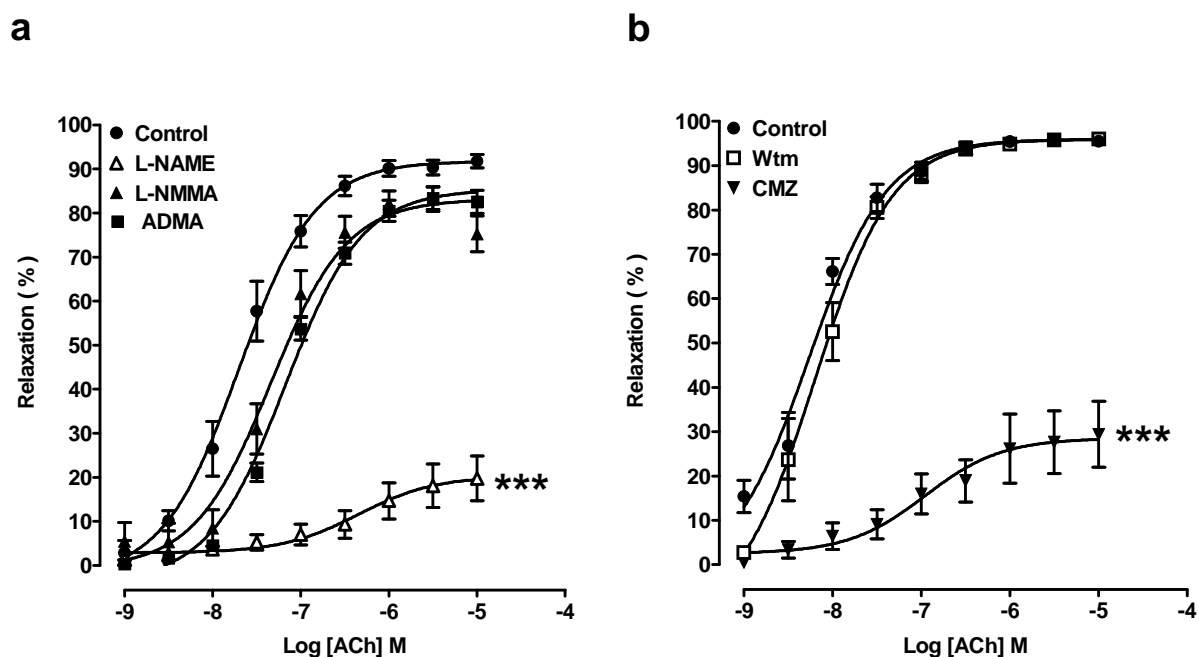 a
100
90
80
70
60
50
40
30
20
10
0
Relaxation ( % )
Control
L-NAME
L-NMMA
ADMA
***
-9 -8 -7 -6 -5 -4
Log [ACh] M
b
100
90
80
70
60
50
40
30
20
10
0
Relaxation ( % )
Control
Wtm
CMZ
***
-9 -8 -7 -6 -5 -4
Log [ACh] M